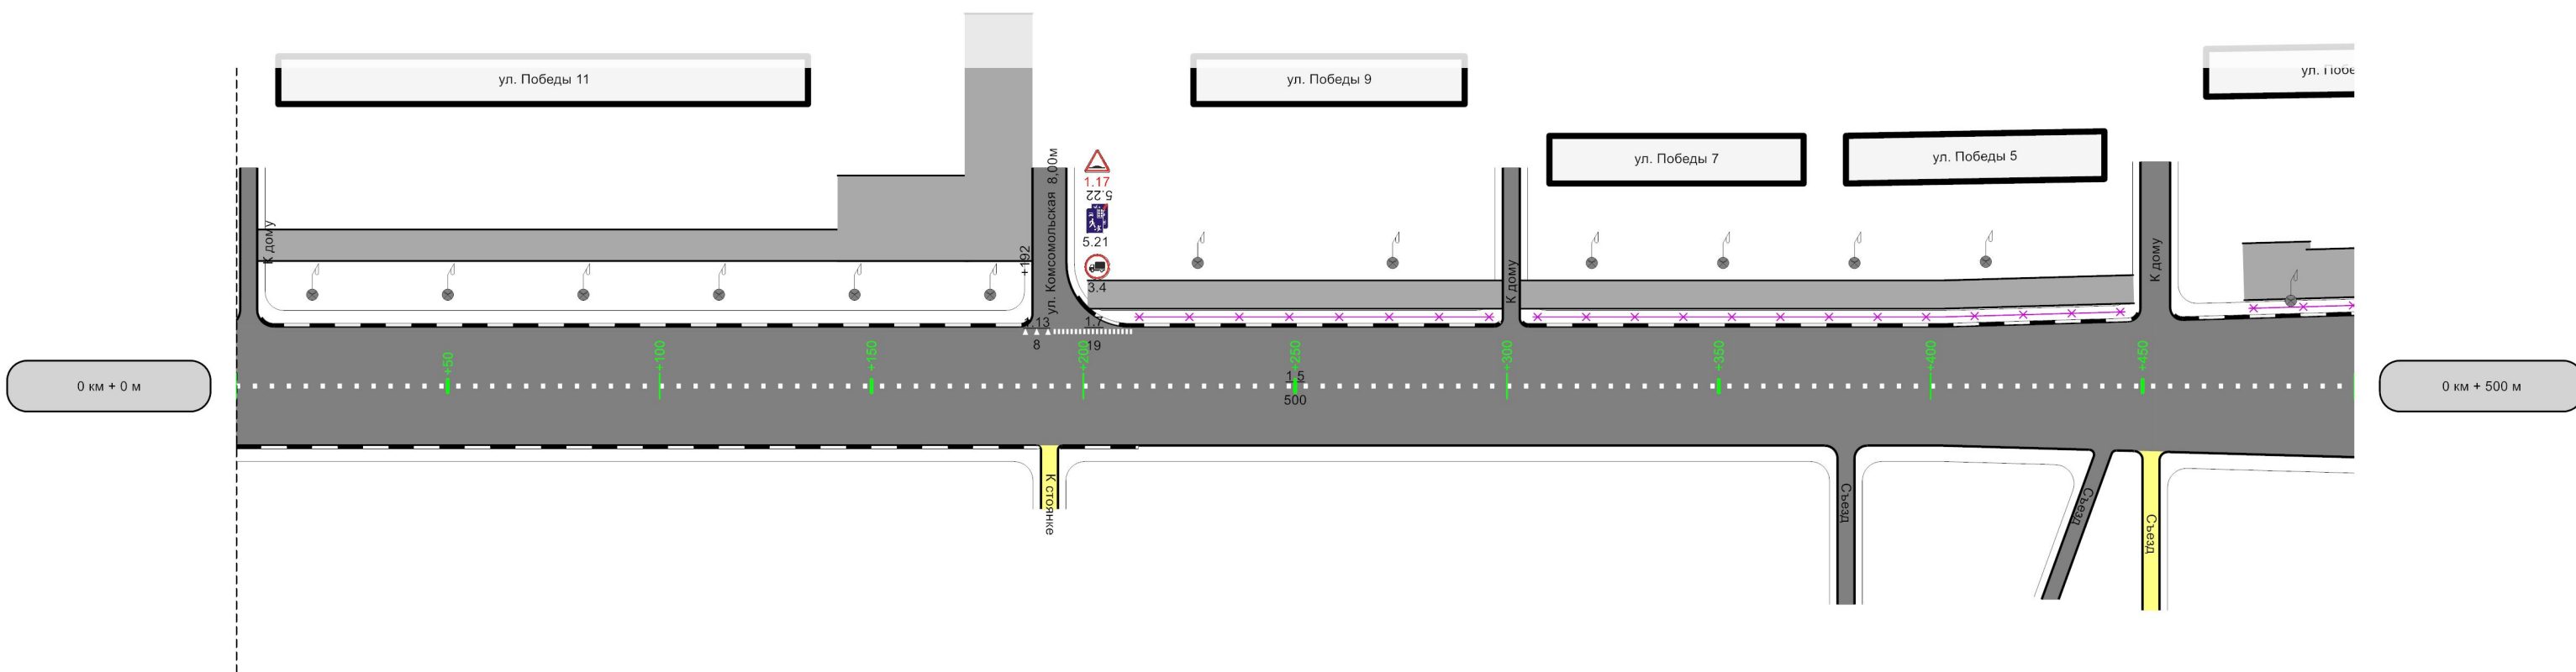 ул. Победы 11
ул. Победы 9
ул. Победы 7
ул. Победы 5
К дому
+192
ул. Комсомольская 8,00м
1.17
5.22
5.21
3.4
К дому
К дому
1.13
8
1.7
19
+50
+100
+150
+200
+250
+300
+350
+400
+450
1.5
500
0 км + 0 м
0 км + 500 м
К стоянке
Съезд
Съезд
Съезд